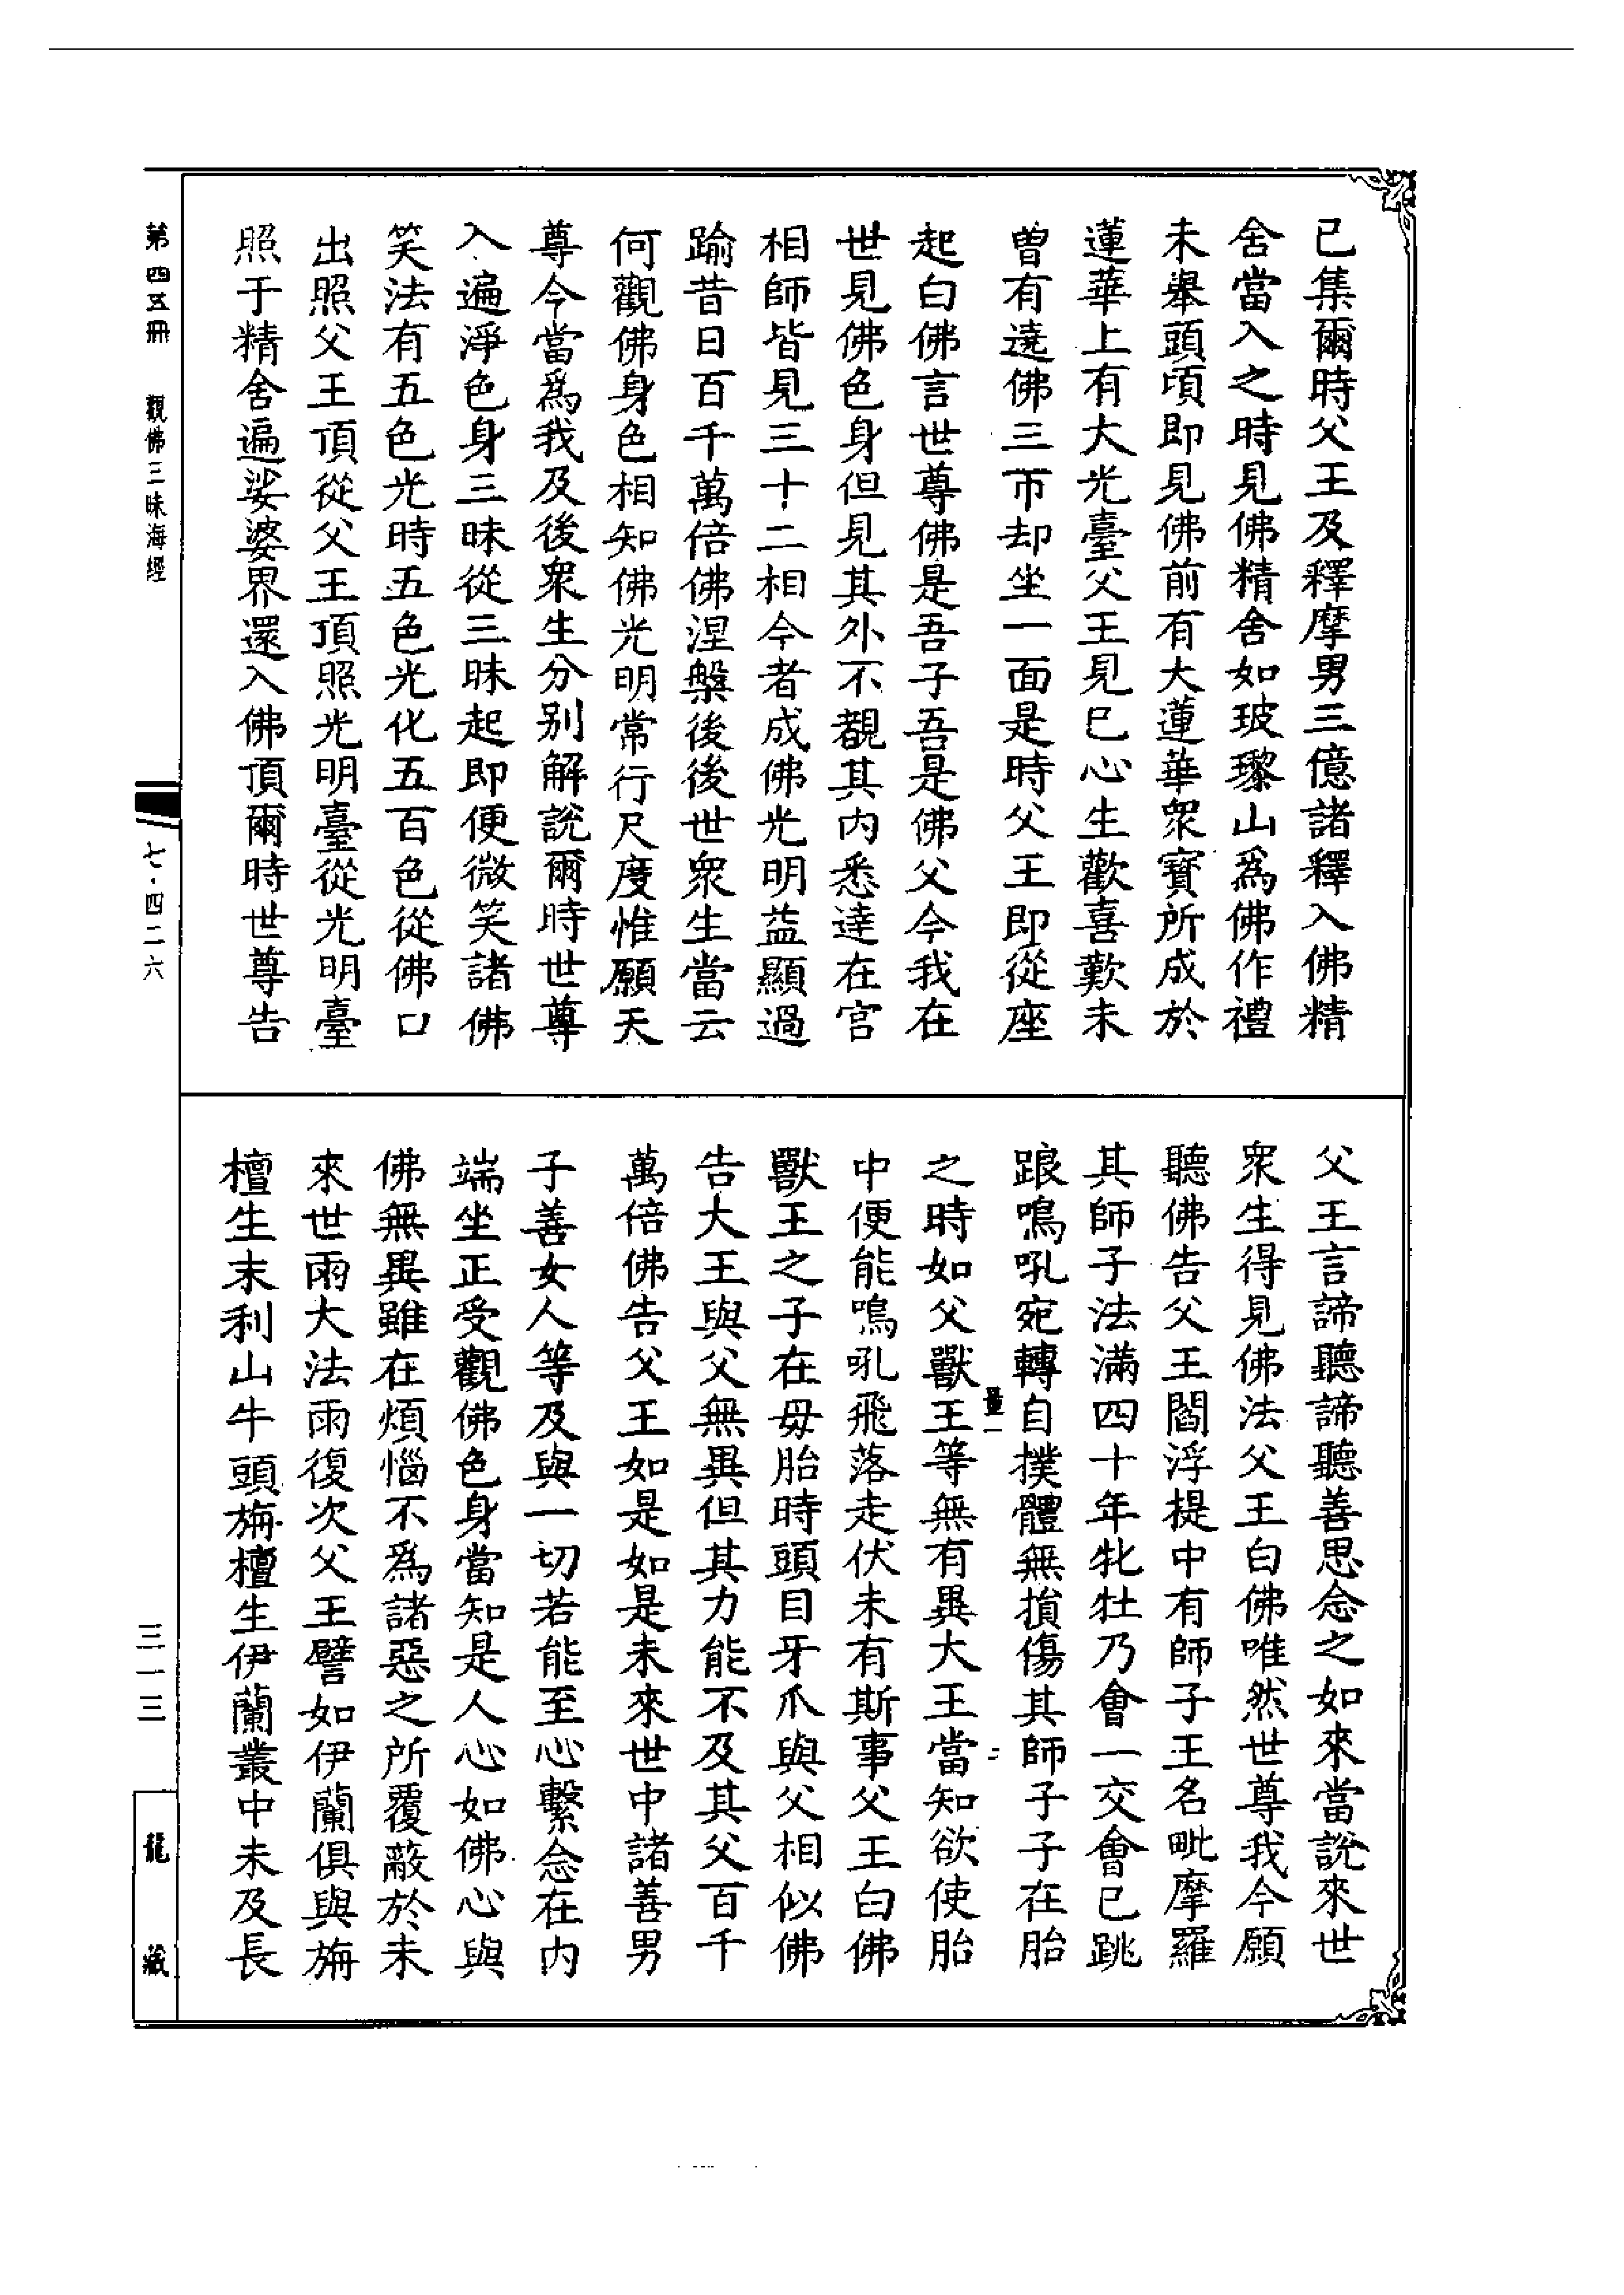 已集爾時父王及釋摩男三億諸釋入佛精
舍當入之時見佛精舍如玻瓈山爲佛作禮
未舉頭頃即見佛前有大蓮華衆寶所成於
蓮華上有大光臺父王見已心生歡喜歎未
曾有遶佛三帀却坐一面是時父王即從座
起白佛言世尊佛是吾子吾是佛父今我在
世見佛色身但見其外不覩其内悉達在宫
相師皆見三十二相今者成佛光明益顯過
踰昔日百千萬倍佛涅槃後後世衆生當云
何觀佛身色相知佛光明常行尺度惟願天
尊今當爲我及後衆生分别解説爾時世尊
入遍淨色身三昧從三昧起即便微笑諸佛
笑法有五色光時五色光化五百色從佛口
出照父王頂從父王頂照光明臺從光明臺
照于精舍遍娑婆界還入佛頂爾時世尊告
父王言諦聽諦聽善思念之如來當説來世
衆生得見佛法父王白佛唯然世尊我今願
聽佛告父王閻浮提中有師子王名毗摩羅
其師子法滿四十年牝牡乃會一交會已跳
踉鳴吼宛轉自撲體無損傷其師子子在胎
之時如父獸王等無有異大王當知欲使胎
中便能鳴吼飛落走伏未有斯事父王白佛
獸王之子在毋胎時頭目牙爪與父相似佛
告大王與父無異但其力能不及其父百千
萬倍佛告父王如是如是未來世中諸善男
子善女人等及與一切若能至心繫念在内
端坐正受觀佛色身當知是人心如佛心與
佛無異雖在煩惱不爲諸惡之所覆蔽於未
來世雨大法雨復次父王譬如伊蘭俱與旃
檀生末利山牛頭旃檀生伊蘭叢中未及長
第四五冊 觀佛三昧海經
七·四二六
三一三
龍藏